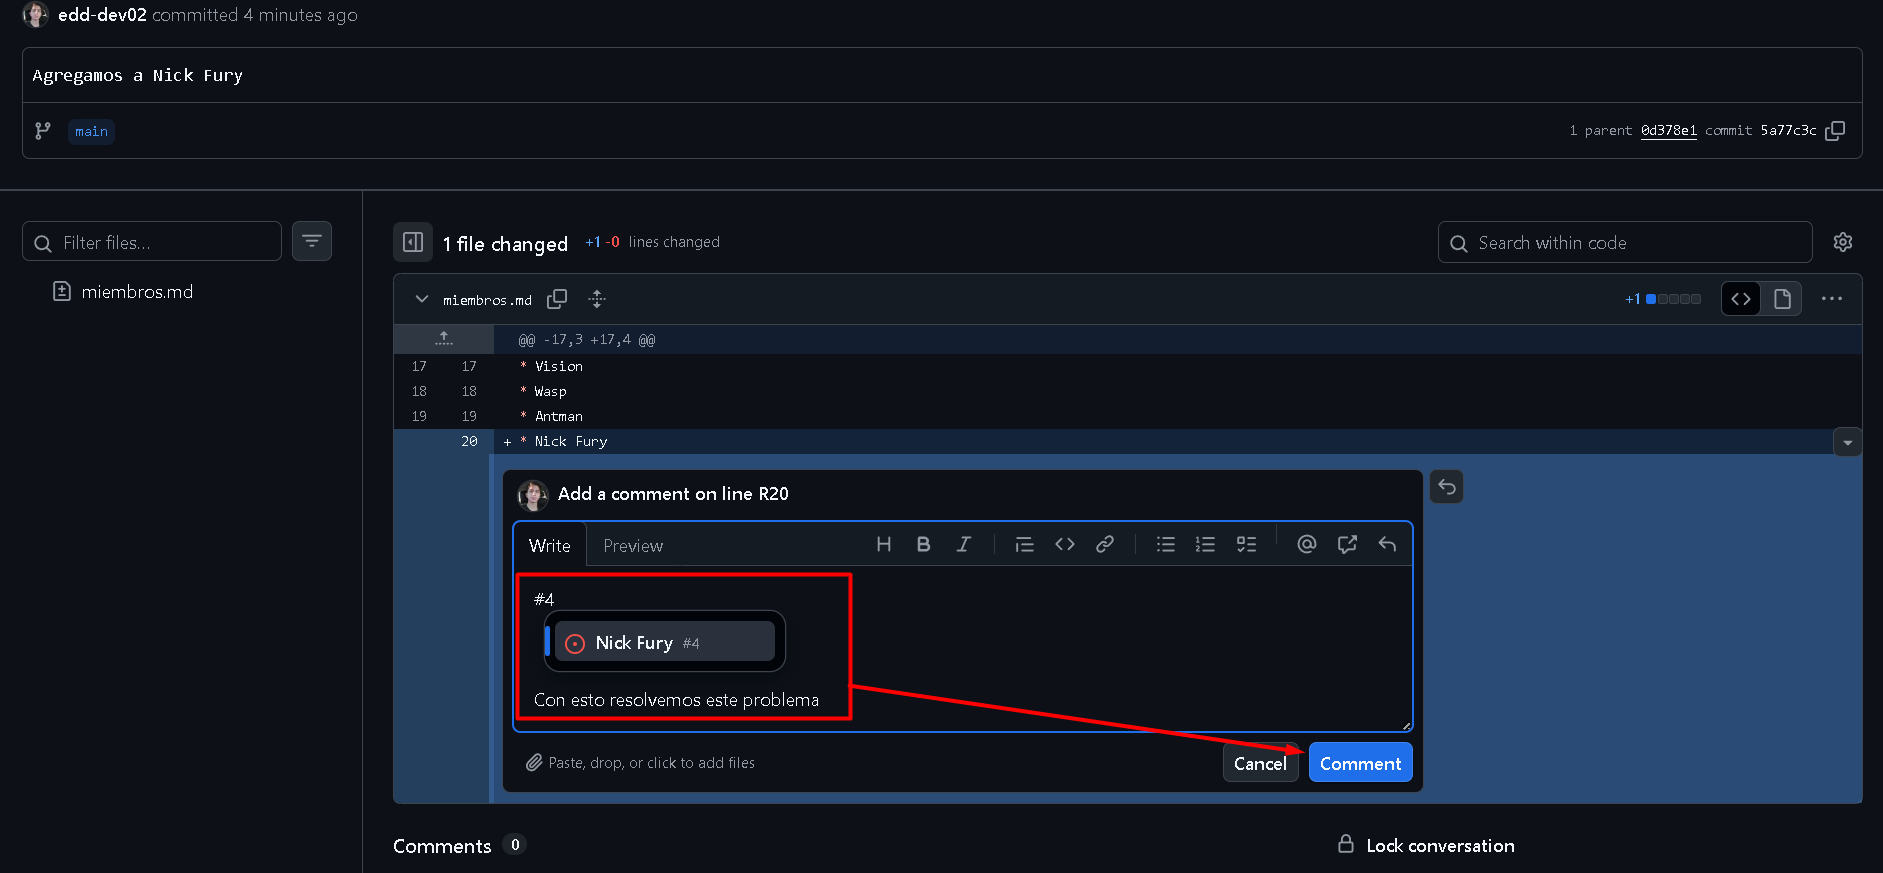 edd-dev02 committed 4 minutes ago
Agregamos a Nick Fury
main
1 parent 0d378e1 commit 5a77c3c
Filter files...
miembros.md
1 file changed +1 -0 lines changed
Search within code
miembros.md
+1
@@ -17,3 +17,4 @@
17 17 * Vision
18 18 * Wasp
19 19 * Antman
20 + * Nick Fury
Add a comment on line R20
Write Preview
#4
Nick Fury #4
Con esto resolvemos este problema
Paste, drop, or click to add files
Cancel Comment
Comments 0
Lock conversation